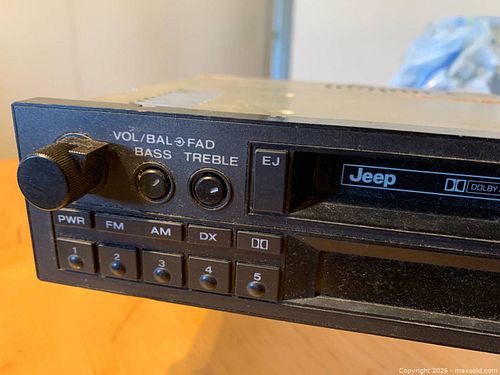 VOL/BAL FAD
BASS TREBLE
EJ
Jeep
DOLBY
PWR FM AM DX
1 2 3 4 5
Copyright 2026 - maxsold.com